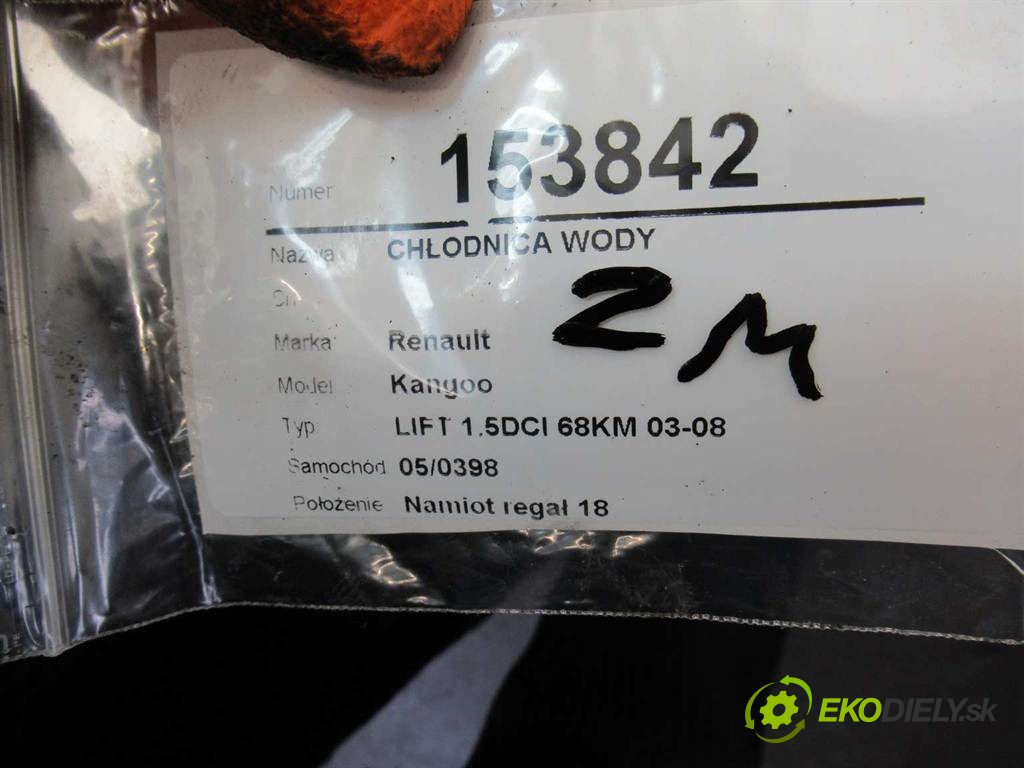 Numer 153842
Nazwa CHŁODNICA WODY
Marka Renault
2M
Model Kangoo
Typ LIFT 1.5DCI 68KM 03-08
Samochód 05/0398
Położenie Namiot regał 18
EKODIELY.sk